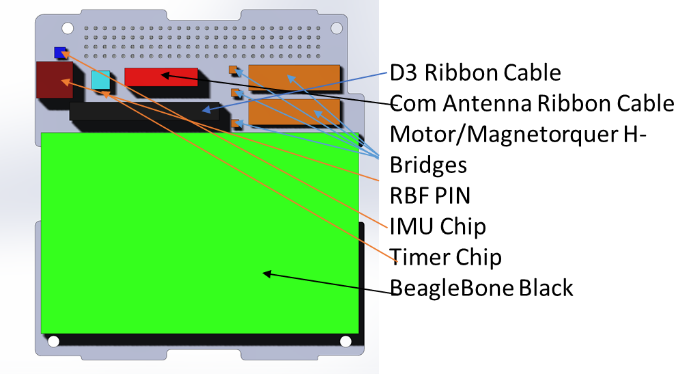 D3 Ribbon Cable
Com Antenna Ribbon Cable
Motor/Magnetorquer H-
Bridges
RBF PIN
IMU Chip
Timer Chip
BeagleBone Black